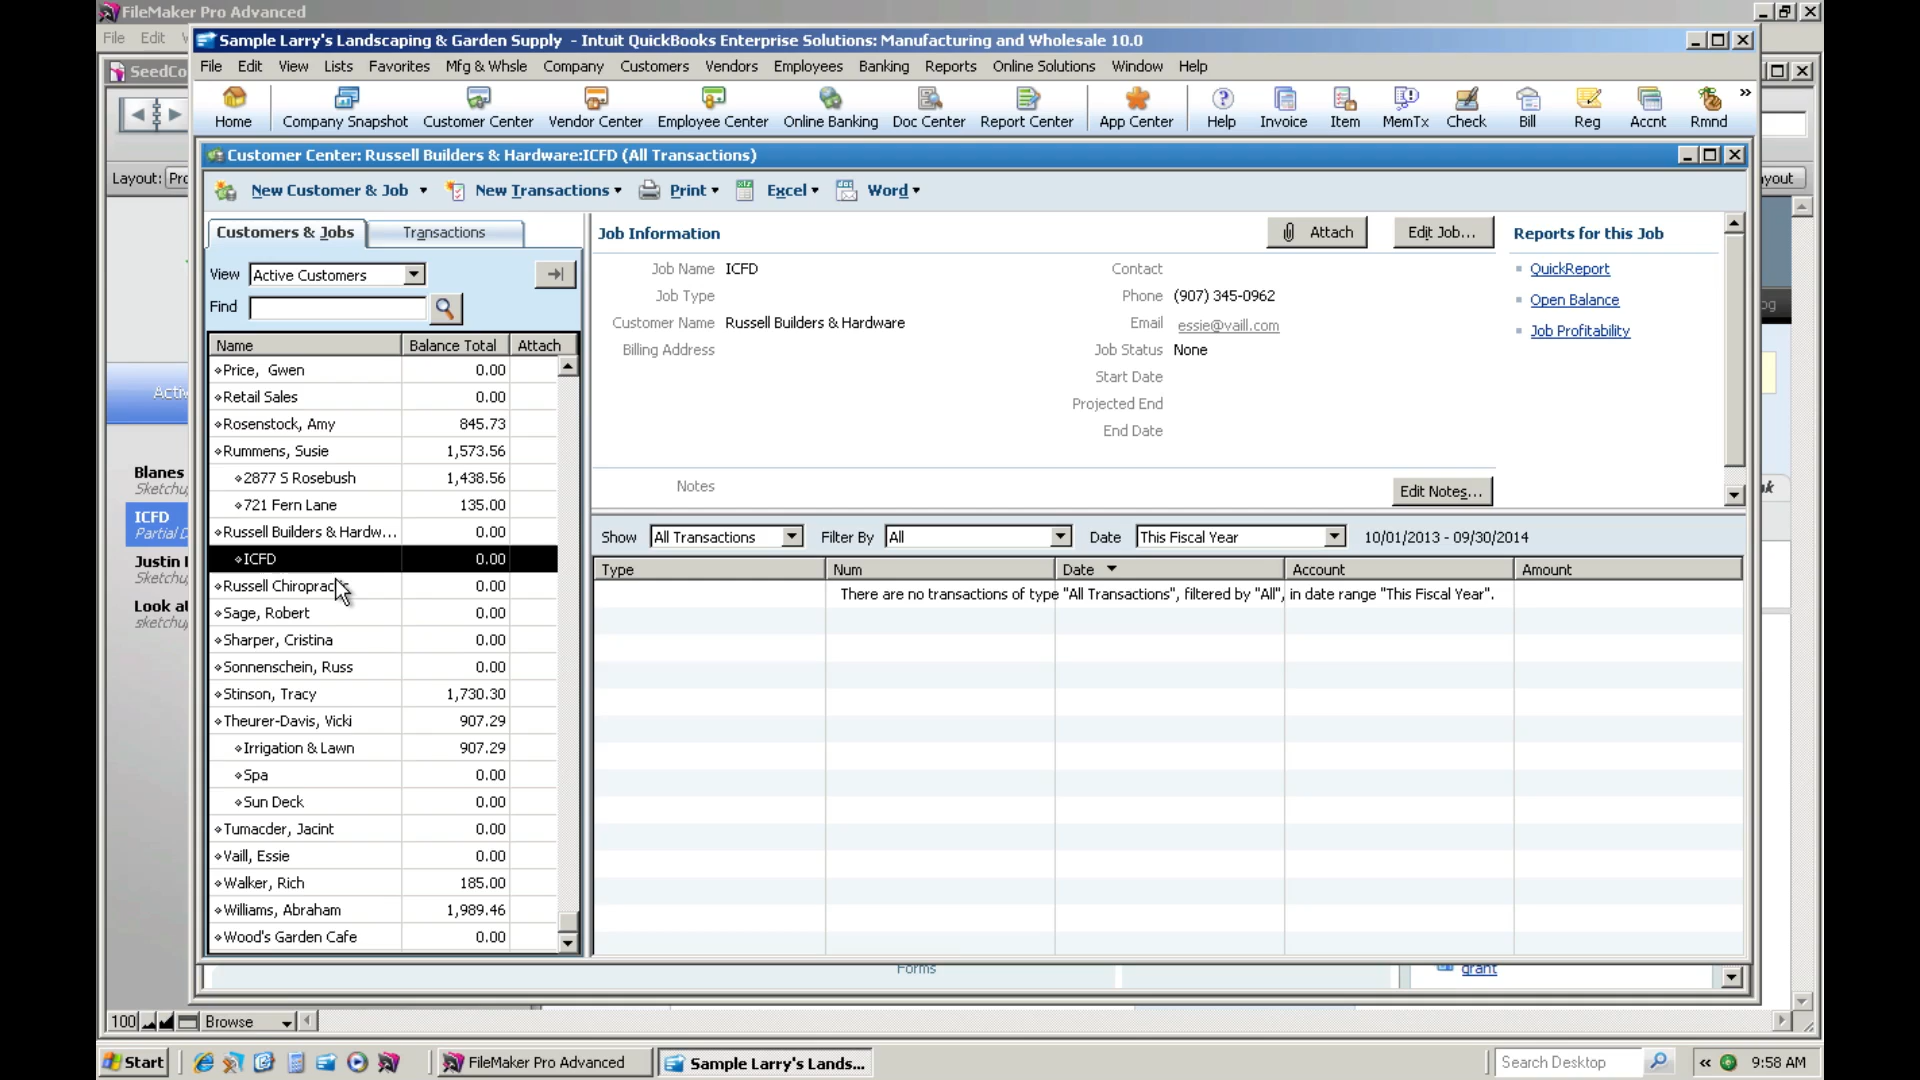 FileMaker Pro Advanced
File Edit
Sample Larry's Landscaping & Garden Supply - Intuit QuickBooks Enterprise Solutions: Manufacturing and Wholesale 10.0
File Edit View Lists Favorites Mfg & Whsle Company Customers Vendors Employees Banking Reports Online Solutions Window Help
SeedCo
Home Company Snapshot Customer Center Vendor Center Employee Center Online Banking Doc Center Report Center App Center Help Invoice Item MemTx Check Bill Reg Accnt Rmnd
Customer Center: Russell Builders & Hardware:ICFD (All Transactions)
Layout:
New Customer & Job New Transactions Print Excel Word
Customers & Jobs Transactions
View Active Customers
Find
Name Balance Total Attach
Price, Gwen 0.00
Retail Sales 0.00
Rosenstock, Amy 845.73
Rummens, Susie 1,573.56
2877 S Rosebush 1,438.56
721 Fern Lane 135.00
Russell Builders & Hardw... 0.00
ICFD 0.00
Russell Chiroprac 0.00
Sage, Robert 0.00
Sharper, Cristina 0.00
Sonnenschein, Russ 0.00
Stinson, Tracy 1,730.30
Theurer-Davis, Vicki 907.29
Irrigation & Lawn 907.29
Spa 0.00
Sun Deck 0.00
Tumacder, Jacint 0.00
Vaill, Essie 0.00
Walker, Rich 185.00
Williams, Abraham 1,989.46
Wood's Garden Cafe 0.00
Job Information Attach Edit Job...
Job Name ICFD
Job Type
Customer Name Russell Builders & Hardware
Billing Address
Contact
Phone (907) 345-0962
Email essie@vaill.com
Job Status None
Start Date
Projected End
End Date
Notes Edit Notes...
Reports for this Job
QuickReport
Open Balance
Job Profitability
Show All Transactions Filter By All Date This Fiscal Year 10/01/2013 - 09/30/2014
Type Num Date Account Amount
There are no transactions of type "All Transactions", filtered by "All", in date range "This Fiscal Year".
Blanes
Sketchu
ICFD
Partial D
Justin
Sketchu
Look at
sketchu
Forms
grant
100 Browse
Start FileMaker Pro Advanced Sample Larry's Lands... Search Desktop « 9:58 AM